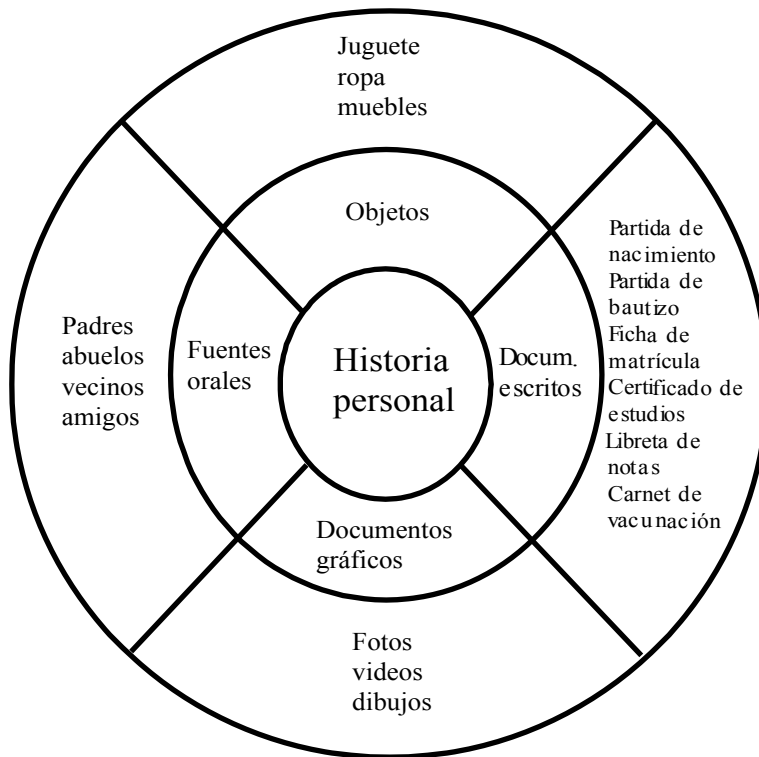 Juguete
ropa
muebles
Objetos
Partida de
nacimiento
Partida de
bautizo
Ficha de
matrícula
Certificado de
estudios
Libreta de
notas
Carnet de
vacunación
Padres
abuelos
vecinos
amigos
Fuentes
orales
Historia
personal
Docum.
escritos
Documentos
gráficos
Fotos
videos
dibujos